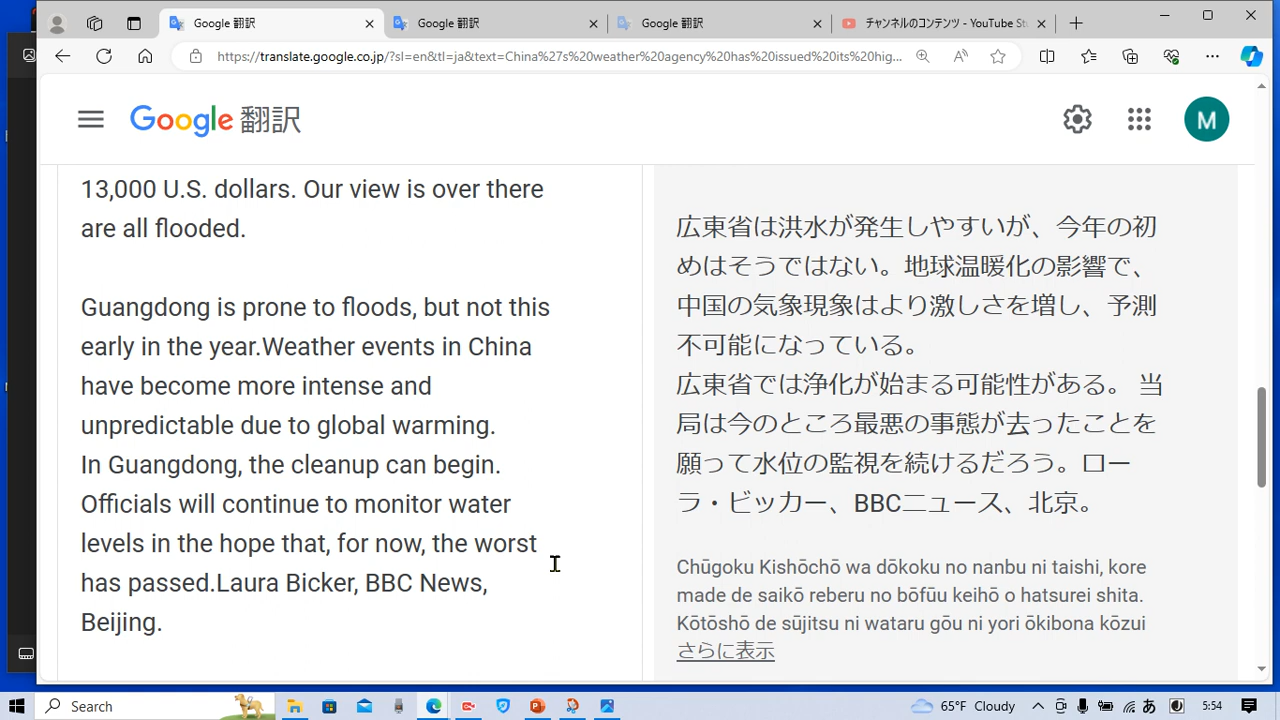 Google 翻訳
Google 翻訳
Google 翻訳
チャンネルのコンテンツ - YouTube Stu
https://translate.google.co.jp/?sl=en&tl=ja&text=China%27s%20weather%20agency%20has%20issued%20its%20hig...
Google 翻訳
M
13,000 U.S. dollars. Our view is over there
are all flooded.
Guangdong is prone to floods, but not this
early in the year.Weather events in China
have become more intense and
unpredictable due to global warming.
In Guangdong, the cleanup can begin.
Officials will continue to monitor water
levels in the hope that, for now, the worst
has passed.Laura Bicker, BBC News,
Beijing.
広東省は洪水が発生しやすいが、今年の初
めはそうではない。地球温暖化の影響で、
中国の気象現象はより激しさを増し、予測
不可能になっている。
広東省では浄化が始まる可能性がある。 当
局は今のところ最悪の事態が去ったことを
願って水位の監視を続けるだろう。ロー
ラ・ビッカー、BBCニュース、北京。
Chūgoku Kishōchō wa dōkoku no nanbu ni taishi, kore
made de saikō reberu no bōfūu keihō o hatsurei shita.
Kōtōshō de sūjitsu ni wataru gōu ni yori ōkibona kōzui
さらに表示
Search
65°F Cloudy
あ
5:54